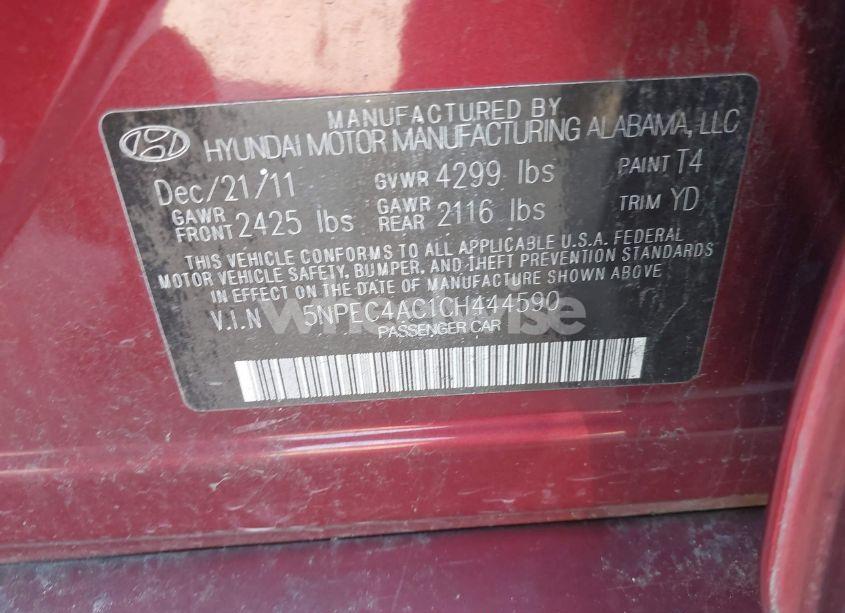 MANUFACTURED BY
HYUNDAI MOTOR MANUFACTURING ALABAMA, LLC
Dec/21/'11 GVWR 4299 lbs PAINT T4
GAWR FRONT 2425 lbs GAWR REAR 2116 lbs TRIM YD
THIS VEHICLE CONFORMS TO ALL APPLICABLE U.S.A. FEDERAL
MOTOR VEHICLE SAFETY, BUMPER, AND THEFT PREVENTION STANDARDS
IN EFFECT ON THE DATE OF MANUFACTURE SHOWN ABOVE
V.I.N 5NPEC4AC1CH444590
PASSENGER CAR